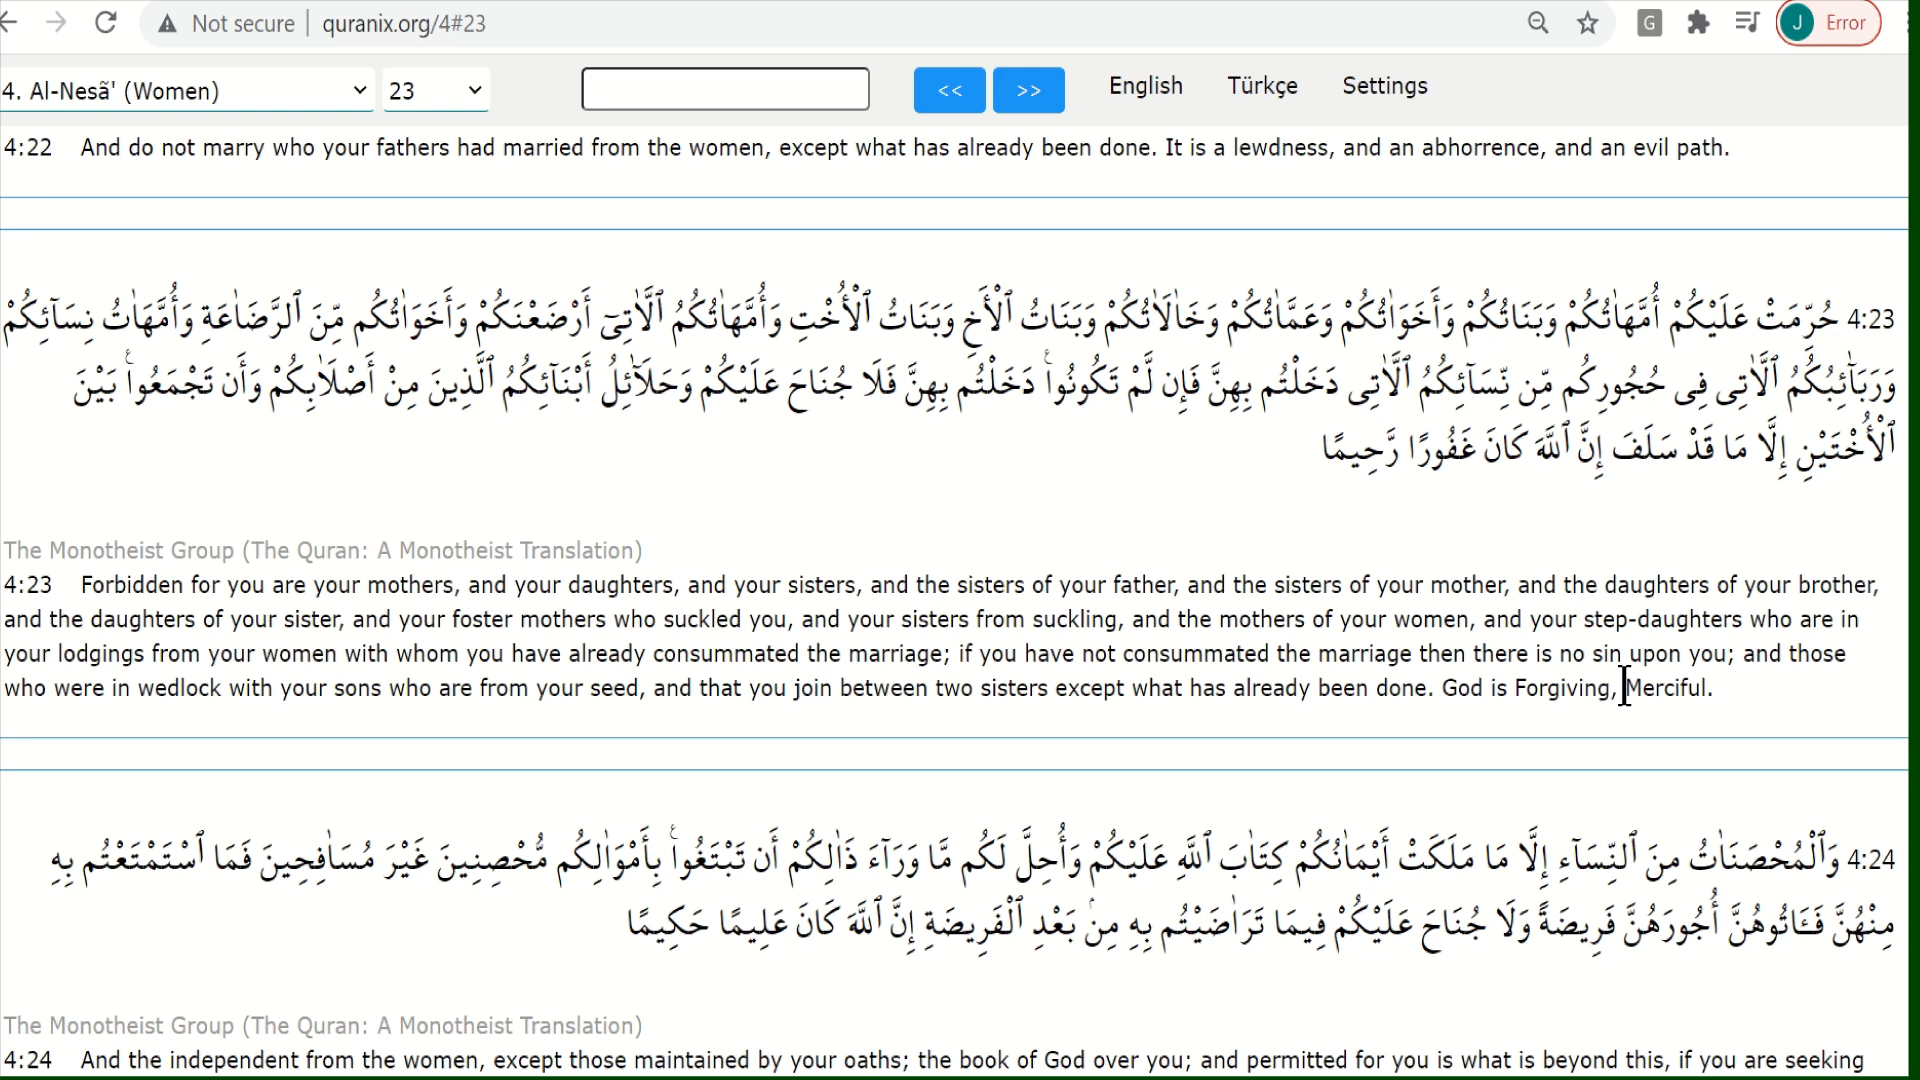 Not secure | quranix.org/4#23
G
J Error
4. Al-Nesã' (Women) 23 << >> English Türkçe Settings
4:22 And do not marry who your fathers had married from the women, except what has already been done. It is a lewdness, and an abhorrence, and an evil path.
4:23 حُرِّمَتْ عَلَيْكُمْ أُمَّهَاٰتُكُمْ وَبَنَاتُكُمْ وَأَخَوَاٰتُكُمْ وَعَمَّاٰتُكُمْ وَخَاٰلَاٰتُكُمْ وَبَنَاتُ ٱلْأَخِ وَبَنَاتُ ٱلْأُخْتِ وَأُمَّهَاٰتُكُمُ ٱلَّاٰتِىٓ أَرْضَعْنَكُمْ وَأَخَوَاٰتُكُم مِّنَ ٱلرَّضَاٰعَةِ وَأُمَّهَاٰتُ نِسَآئِكُمْ
وَرَبَآٰئِبُكُمُ ٱلَّاٰتِى فِى حُجُورِكُم مِّن نِّسَآئِكُمُ ٱلَّاٰتِى دَخَلْتُم بِهِنَّ فَإِن لَّمْ تَكُونُوا۟ دَخَلْتُم بِهِنَّ فَلَا جُنَاحَ عَلَيْكُمْ وَحَلَآٰئِلُ أَبْنَآئِكُمُ ٱلَّذِينَ مِنْ أَصْلَاٰبِكُمْ وَأَن تَجْمَعُوا۟ بَيْنَ
ٱلْأُخْتَيْنِ إِلَّا مَا قَدْ سَلَفَ إِنَّ ٱللَّهَ كَانَ غَفُورًا رَّحِيمًا
The Monotheist Group (The Quran: A Monotheist Translation)
4:23 Forbidden for you are your mothers, and your daughters, and your sisters, and the sisters of your father, and the sisters of your mother, and the daughters of your brother,
and the daughters of your sister, and your foster mothers who suckled you, and your sisters from suckling, and the mothers of your women, and your step-daughters who are in
your lodgings from your women with whom you have already consummated the marriage; if you have not consummated the marriage then there is no sin upon you; and those
who were in wedlock with your sons who are from your seed, and that you join between two sisters except what has already been done. God is Forgiving, Merciful.
4:24 وَٱلْمُحْصَنَاٰتُ مِنَ ٱلنِّسَآءِ إِلَّا مَا مَلَكَتْ أَيْمَاٰنُكُمْ كِتَاٰبَ ٱللَّهِ عَلَيْكُمْ وَأُحِلَّ لَكُم مَّا وَرَآءَ ذَاٰلِكُمْ أَن تَبْتَغُوا۟ بِأَمْوَاٰلِكُم مُّحْصِنِينَ غَيْرَ مُسَاٰفِحِينَ فَمَا ٱسْتَمْتَعْتُم بِهِ
مِنْهُنَّ فَـَٔاتُوهُنَّ أُجُورَهُنَّ فَرِيضَةً وَلَا جُنَاحَ عَلَيْكُمْ فِيمَا تَرَاٰضَيْتُم بِهِ مِنۢ بَعْدِ ٱلْفَرِيضَةِ إِنَّ ٱللَّهَ كَانَ عَلِيمًا حَكِيمًا
The Monotheist Group (The Quran: A Monotheist Translation)
4:24 And the independent from the women, except those maintained by your oaths; the book of God over you; and permitted for you is what is beyond this, if you are seeking